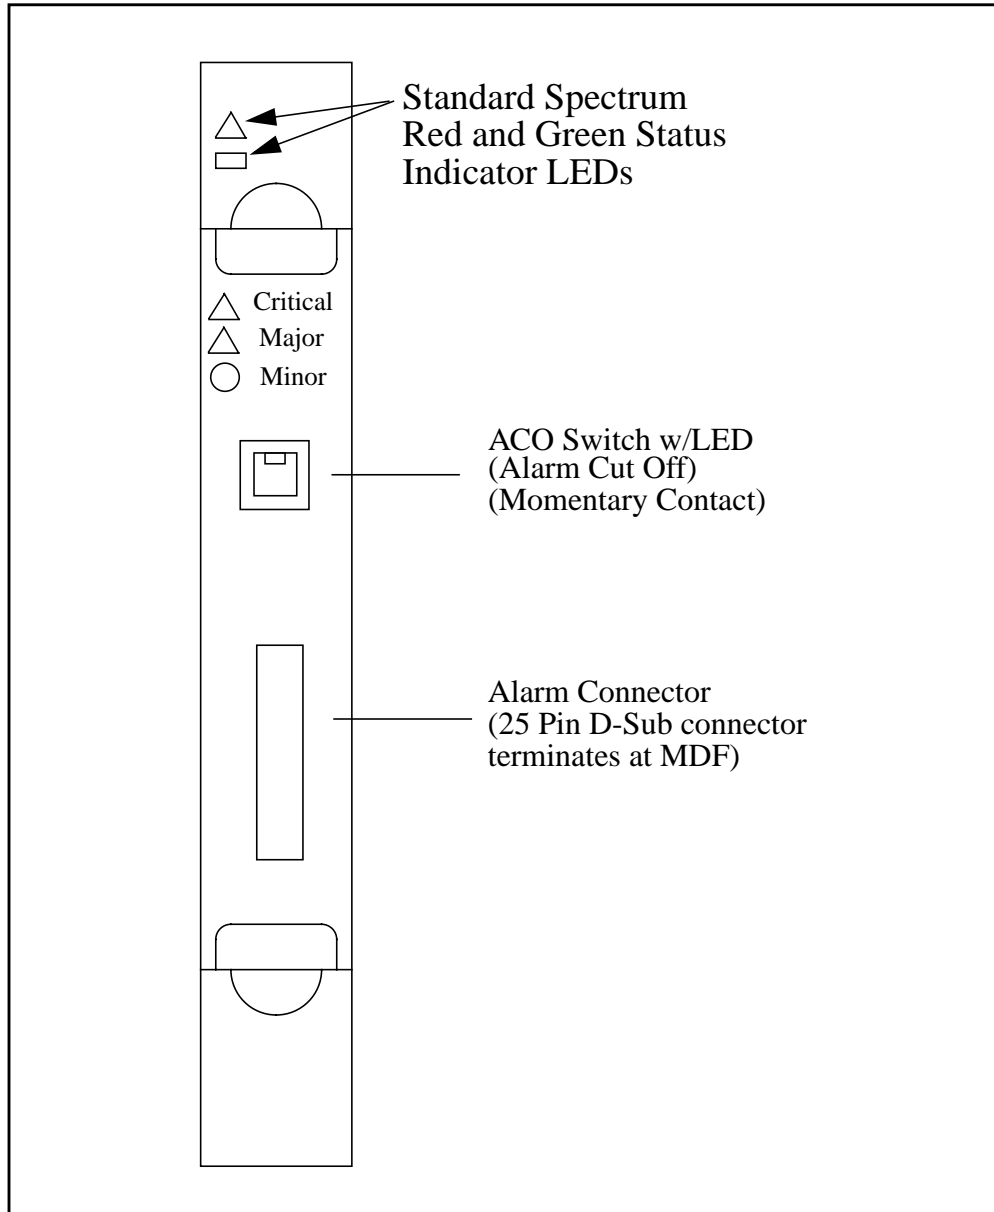 Standard Spectrum
Red and Green Status
Indicator LEDs
Critical
Major
Minor
ACO Switch w/LED
(Alarm Cut Off)
(Momentary Contact)
Alarm Connector
(25 Pin D-Sub connector
terminates at MDF)